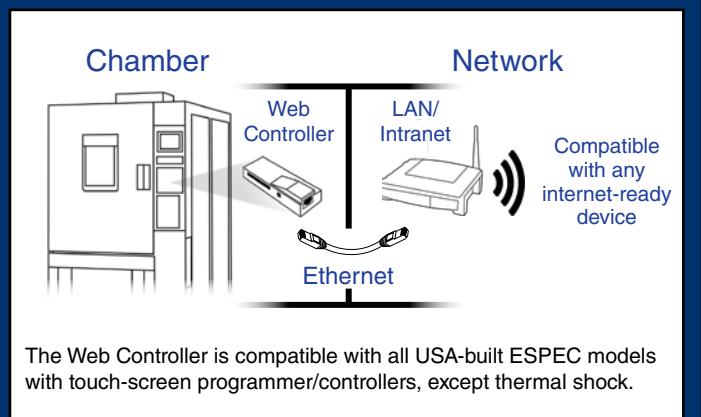 Chamber
Network
Web
Controller
LAN/
Intranet
Compatible
with any
internet-ready
device
Ethernet
The Web Controller is compatible with all USA-built ESPEC models
with touch-screen programmer/controllers, except thermal shock.